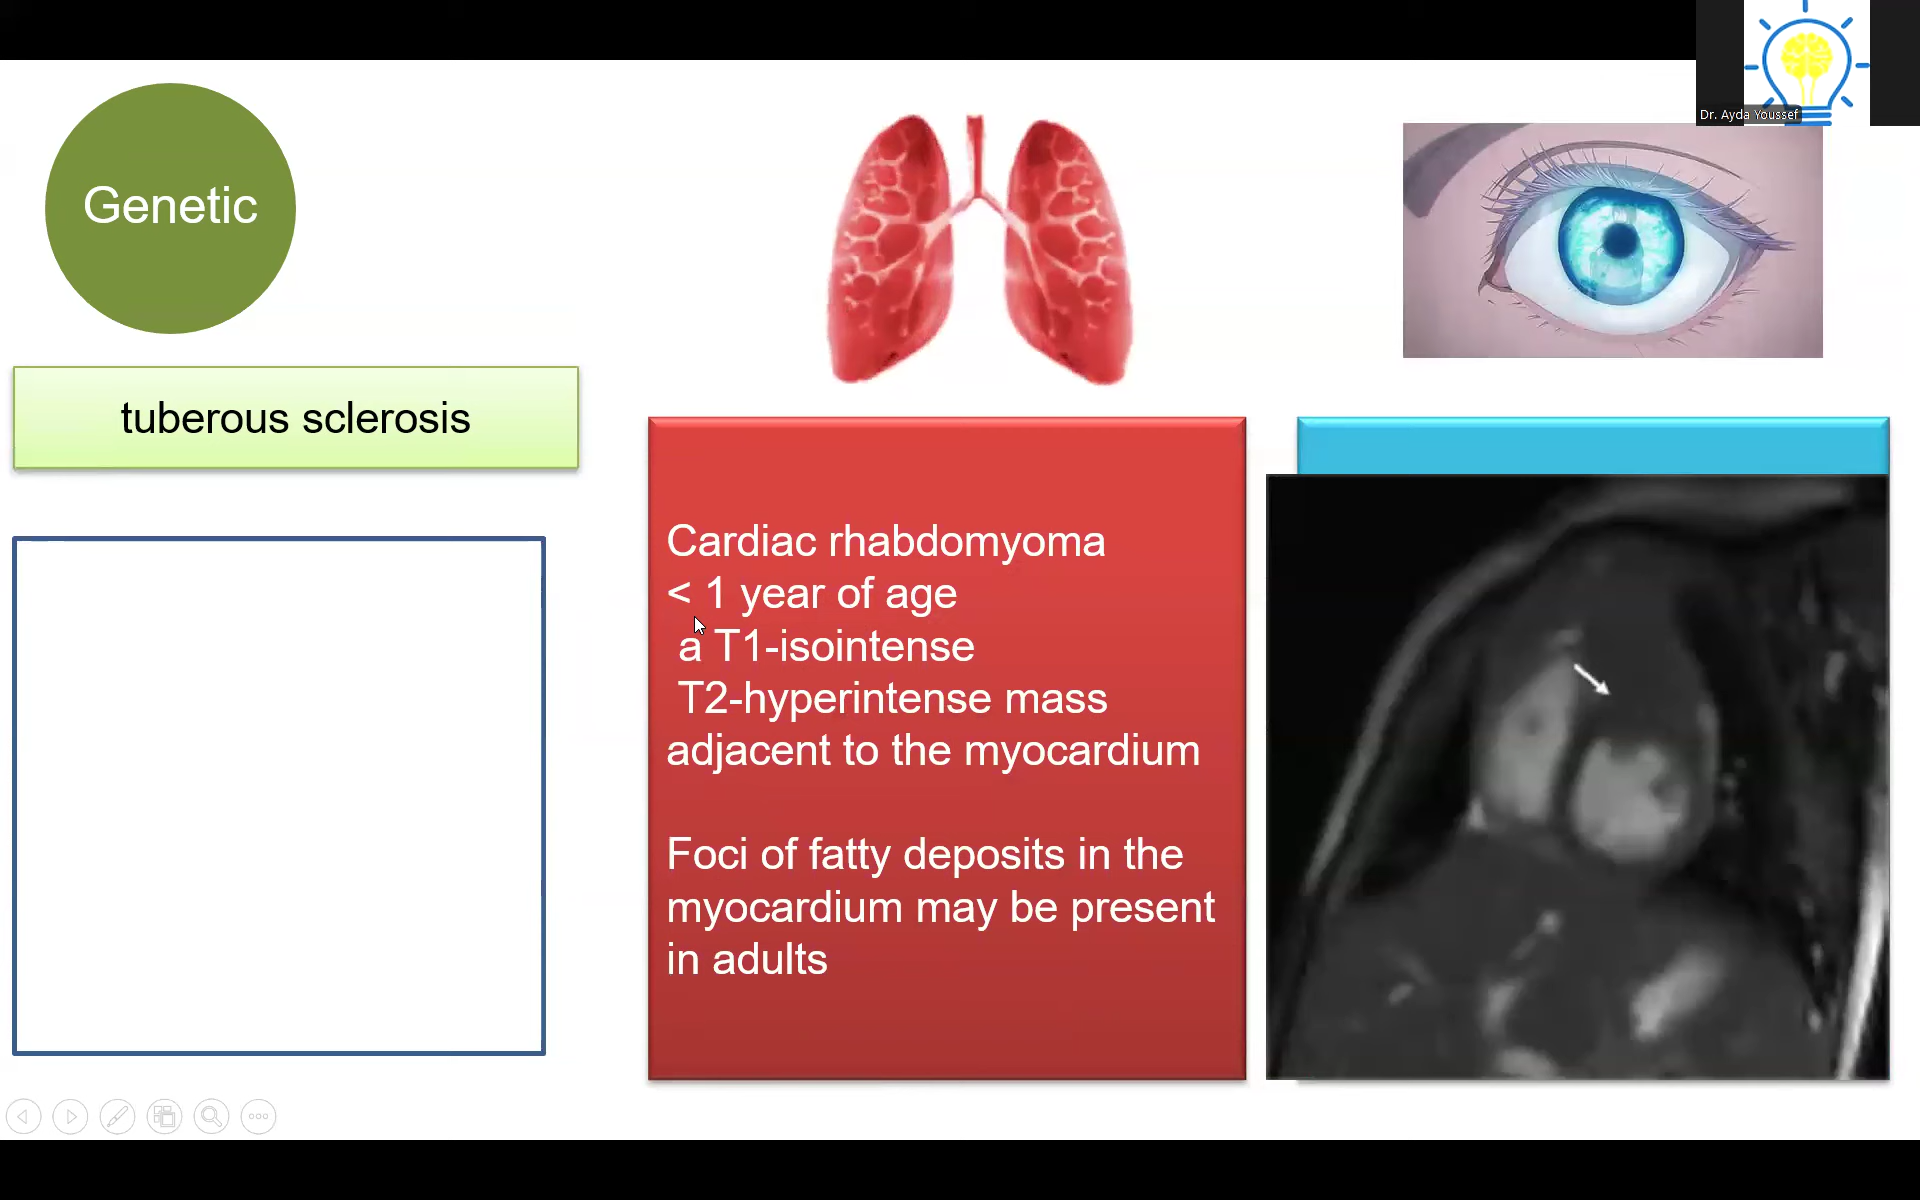 Dr. Ayda Youssef
Genetic
tuberous sclerosis
Cardiac rhabdomyoma
< 1 year of age
a T1-isointense
T2-hyperintense mass
adjacent to the myocardium
Foci of fatty deposits in the
myocardium may be present
in adults